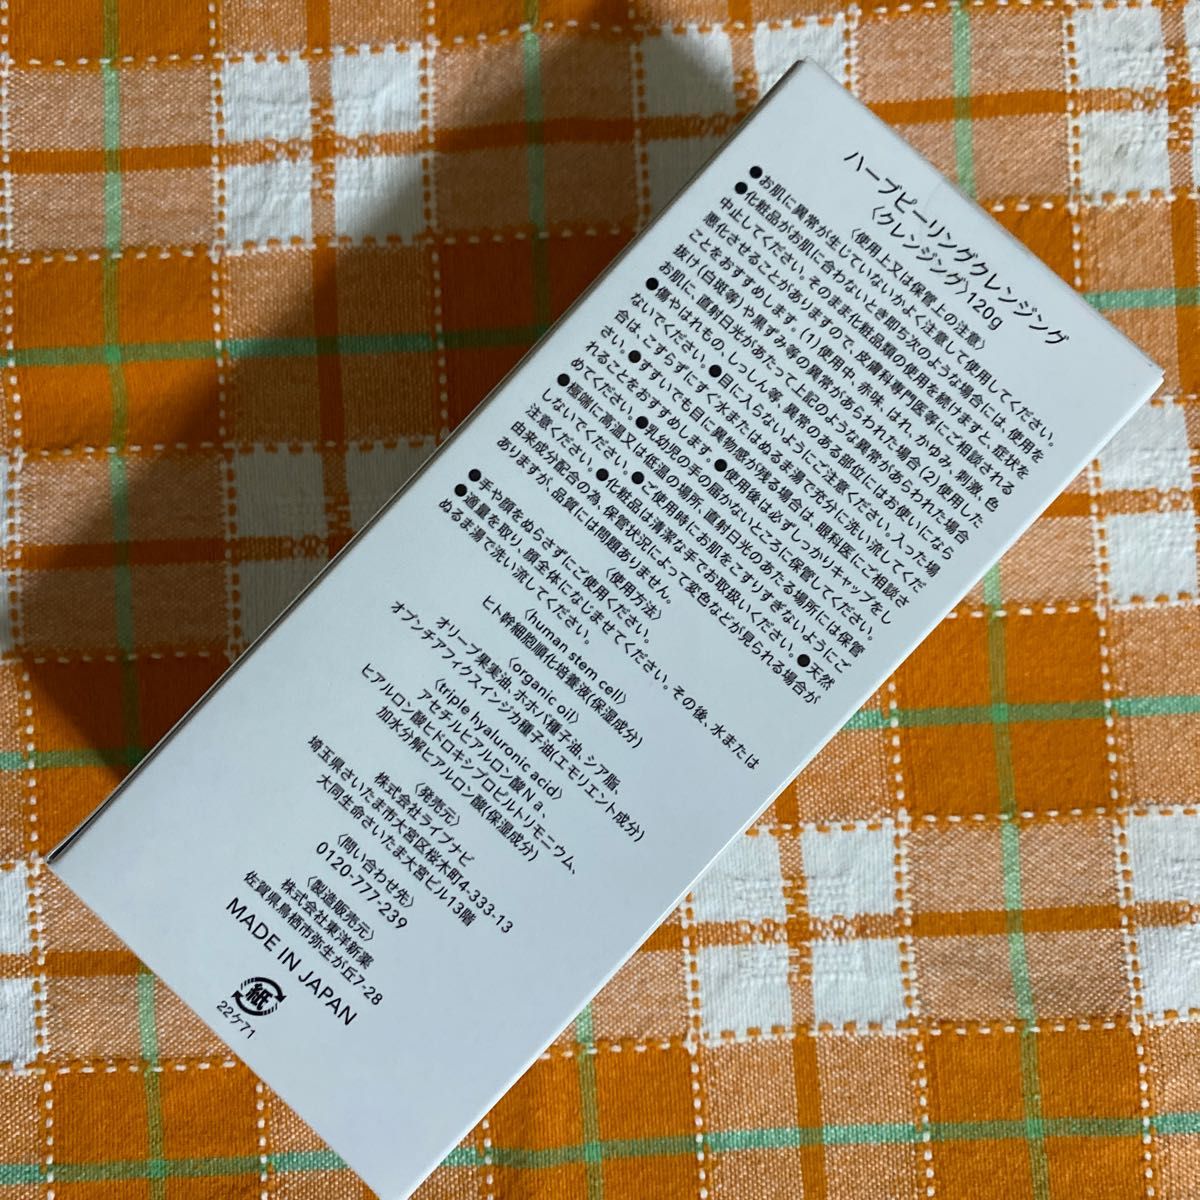 ハーブピーリングクレンジング
〈クレンジング〉120g
〈使用上又は保管上の注意〉
●お肌に異常が生じていないかよく注意して使用してください。
●化粧品がお肌に合わないとき即ち次のような場合には、使用を
中止してください。そのまま化粧品類の使用を続けますと、症状を
悪化させることがありますので、皮膚科専門医等にご相談される
ことをおすすめします。(1)使用中、赤味、はれ、かゆみ、刺激、色
抜け(白斑等)や黒ずみ等の異常があらわれた場合(2)使用した
お肌に、直射日光があたって上記のような異常があらわれた場合
●傷やはれもの、しっしん等、異常のある部位にはお使いになら
ないでください。●目に入らないようにご注意ください。入った場
合は、こすらずにすぐ水またはぬるま湯で充分に洗い流してくだ
さい。●すすいでも目に異物感が残る場合は、眼科医にご相談さ
れることをおすすめします。●使用後は必ずしっかりキャップをし
めてください。●乳幼児の手の届かないところに保管してください。
●極端に高温又は低温の場所、直射日光のあたる場所には保管
しないでください。●ご使用時にお肌をこすりすぎないようにご
注意ください。●化粧品は清潔な手でお取扱いください。●天然
由来成分配合の為、保管状況によって変色などが見られる場合が
ありますが、品質には問題ありません。
〈使用方法〉
●手や顔をぬらさずにご使用ください。
●適量を取り、顔全体になじませてください。その後、水または
ぬるま湯で洗い流してください。
〈human stem cell〉
ヒト幹細胞順化培養液(保湿成分)
〈organic oil〉
オリーブ果実油、ホホバ種子油、シア脂、
オプンチアフィクスインジカ種子油(エモリエント成分)
〈triple hyaluronic acid〉
アセチルヒアルロン酸Na、
ヒアルロン酸ヒドロキシプロピルトリモニウム、
加水分解ヒアルロン酸(保湿成分)
〈発売元〉
株式会社ライブナビ
埼玉県さいたま市大宮区桜木町4-333-13
大同生命さいたま大宮ビル13階
〈問い合わせ先〉
0120-777-239
〈製造販売元〉
株式会社東洋新薬
佐賀県鳥栖市弥生が丘7-28
MADE IN JAPAN
紙
22ケ71